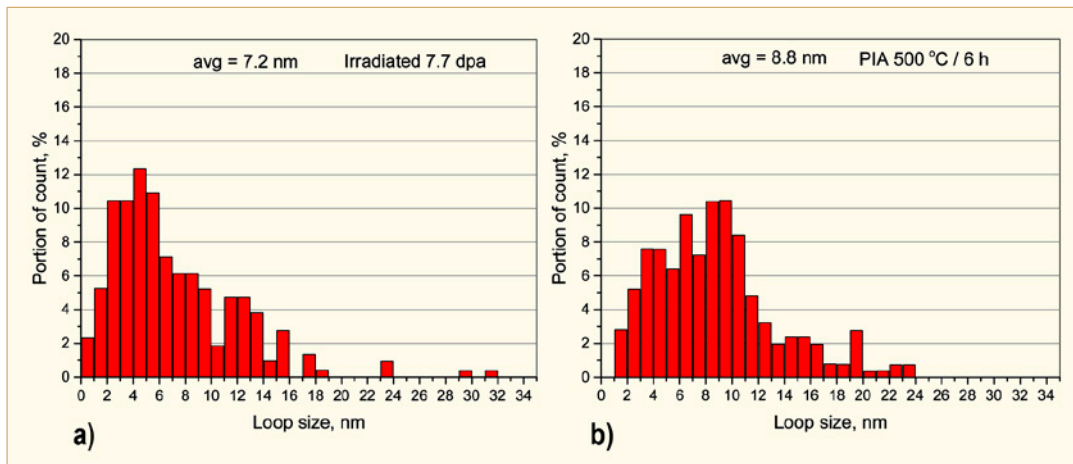 20
18
16
14
12
10
8
6
4
2
0
Portion of count, %
avg = 7.2 nm Irradiated 7.7 dpa
0 2 4 6 8 10 12 14 16 18 20 22 24 26 28 30 32 34
Loop size, nm
a)
20
18
16
14
12
10
8
6
4
2
0
Portion of count, %
avg = 8.8 nm PIA 500 °C / 6 h
0 2 4 6 8 10 12 14 16 18 20 22 24 26 28 30 32 34
Loop size, nm
b)